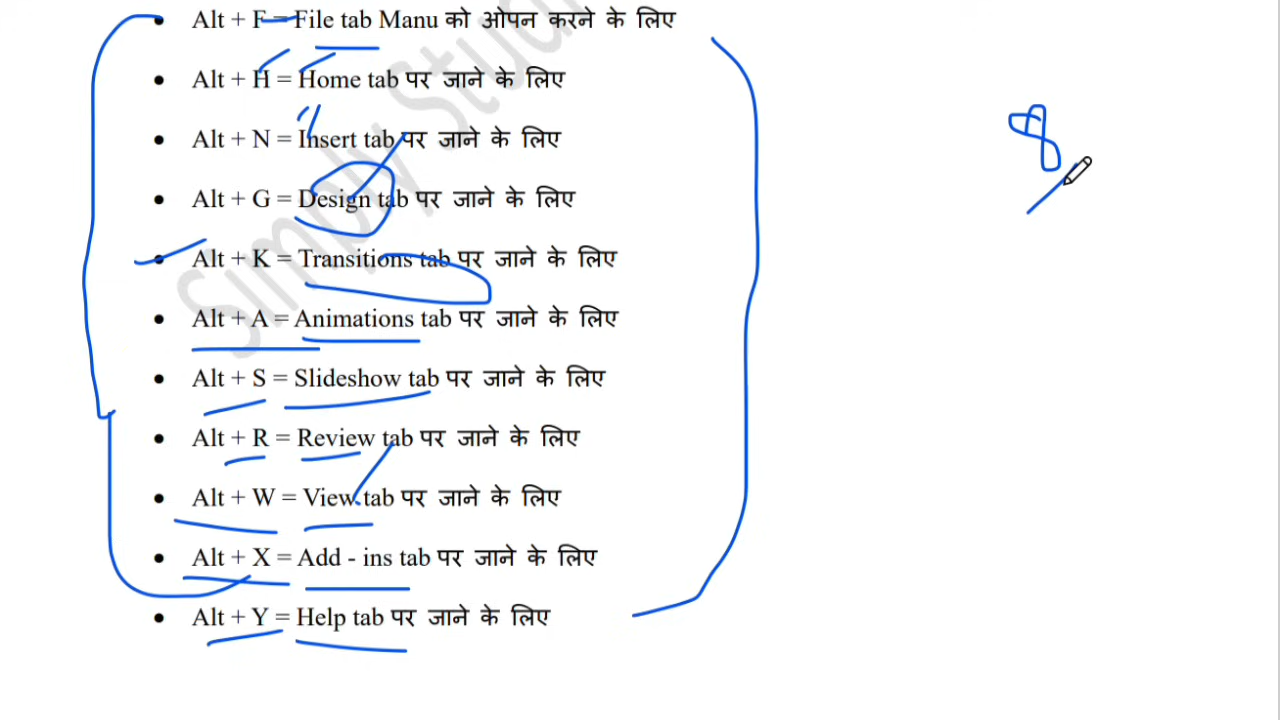 • Alt + F = File tab Manu को ओपन करने के लिए
• Alt + H = Home tab पर जाने के लिए
• Alt + N = Insert tab पर जाने के लिए
• Alt + G = Design tab पर जाने के लिए
• Alt + K = Transitions tab पर जाने के लिए
• Alt + A = Animations tab पर जाने के लिए
• Alt + S = Slideshow tab पर जाने के लिए
• Alt + R = Review tab पर जाने के लिए
• Alt + W = View tab पर जाने के लिए
• Alt + X = Add - ins tab पर जाने के लिए
• Alt + Y = Help tab पर जाने के लिए
Simply